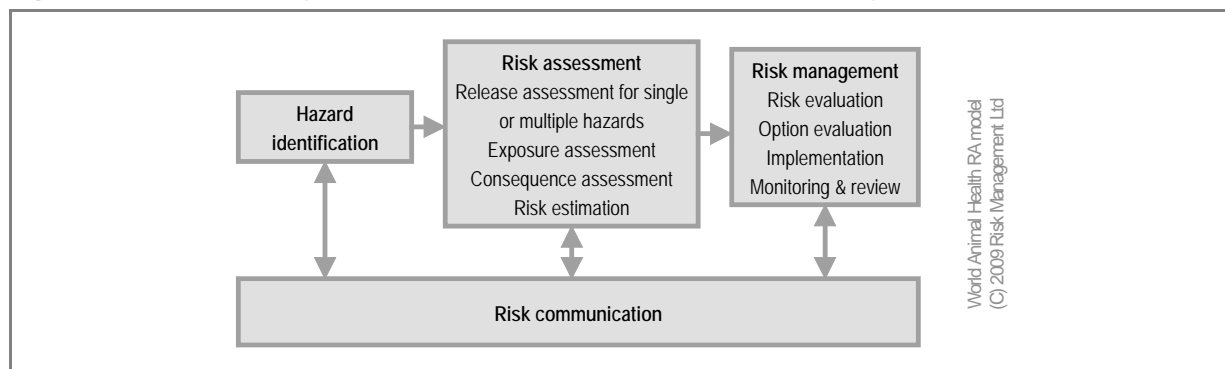 Hazard
identification
Risk assessment
Release assessment for single
or multiple hazards
Exposure assessment
Consequence assessment
Risk estimation
Risk management
Risk evaluation
Option evaluation
Implementation
Monitoring & review
Risk communication
World Animal Health RA model
(C) 2009 Risk Management Ltd